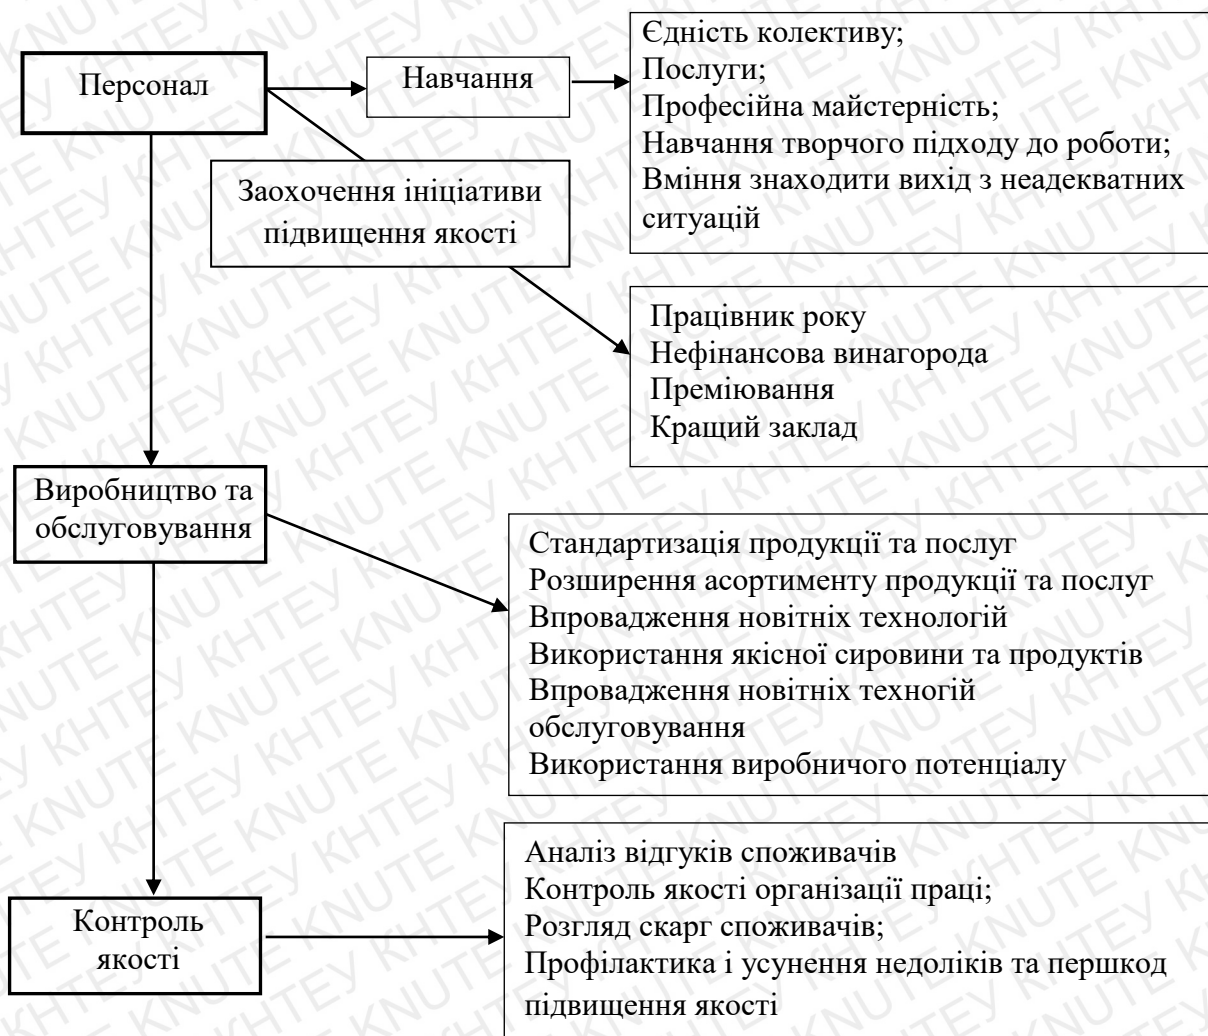 Персонал
Навчання
Єдність колективу;
Послуги;
Професійна майстерність;
Навчання творчого підходу до роботи;
Вміння знаходити вихід з неадекватних
ситуацій
Заохочення ініціативи
підвищення якості
Працівник року
Нефінансова винагорода
Преміювання
Кращий заклад
Виробництво та
обслуговування
Стандартизація продукції та послуг
Розширення асортименту продукції та послуг
Впровадження новітніх технологій
Використання якісної сировини та продуктів
Впровадження новітніх техногій
обслуговування
Використання виробничого потенціалу
Контроль
якості
Аналіз відгуків споживачів
Контроль якості організації праці;
Розгляд скарг споживачів;
Профілактика і усунення недоліків та першкод
підвищення якості